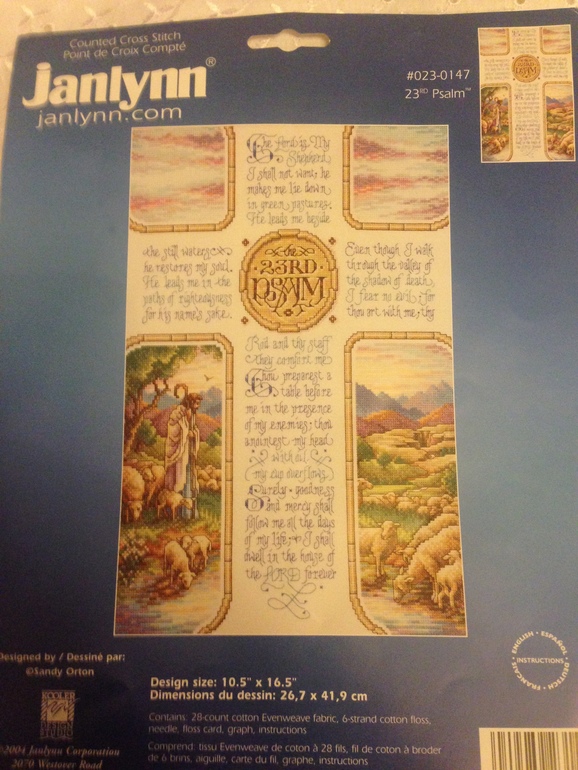 Counted Cross Stitch
Point de Croix Compté
Janlynn®
janlynn.com
#023-0147
23RD Psalm™
The Lord is My
Shepherd
I shall not want; he
makes me lie down
in green pastures.
He leads me beside
the still waters
he restores my soul.
He leads me in the
paths of righteousness
for his name's sake.
the
23RD
PSALM
Even though I walk
through the valley of
the shadow of death,
I fear no evil; for
thou art with me; thy
Rod and thy staff
they comfort me
Thou preparest a
table before
me in the presence
of my enemies; thou
anointest my head
with oil
my cup overflows.
Surely goodness
and mercy shall
follow me all the days
of my life; I shall
dwell in the house of
the LORD forever
Designed by / Dessiné par:
©Sandy Orton
KOOLER
DESIGN
STUDIO
©2004 Janlynn Corporation
2070 Westover Road
Design size: 10.5" x 16.5"
Dimensions du dessin: 26,7 x 41,9 cm
Contains: 28-count cotton Evenweave fabric, 6-strand cotton floss,
needle, floss card, graph, instructions
Comprend: tissu Evenweave de coton à 28 fils, fil de coton à broder
de 6 brins, aiguille, carte du fil, graphe, instructions
ENGLISH • ESPAÑOL • DEUTSCH • FRANÇAIS •
INSTRUCTIONS